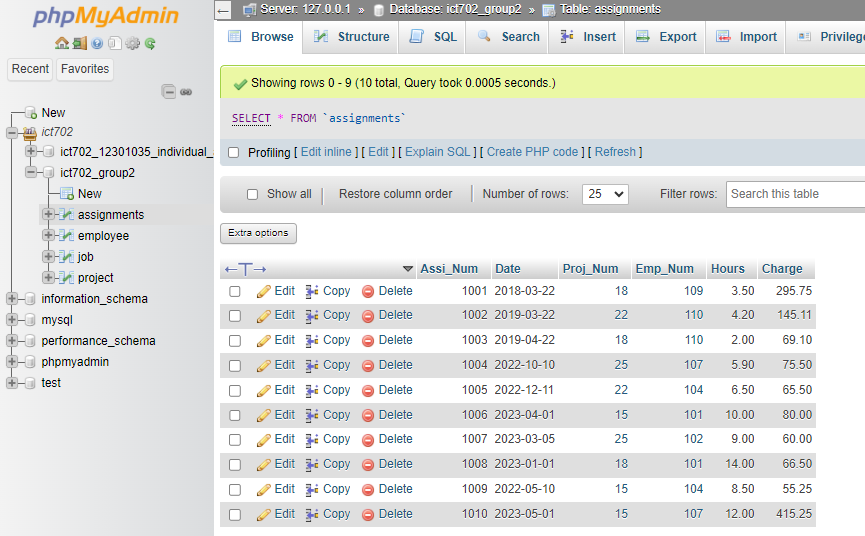 phpMyAdmin
Recent Favorites
New
ict702
ict702_12301035_individual_
ict702_group2
New
assignments
employee
job
project
information_schema
mysql
performance_schema
phpmyadmin
test
← Server: 127.0.0.1 » Database: ict702_group2 » Table: assignments
Browse Structure SQL Search Insert Export Import Privileg
Showing rows 0 - 9 (10 total, Query took 0.0005 seconds.)
SELECT * FROM `assignments`
Profiling [ Edit inline ] [ Edit ] [ Explain SQL ] [ Create PHP code ] [ Refresh ]
Show all Restore column order Number of rows: 25 Filter rows: Search this table
Extra options
←T→ Assi_Num Date Proj_Num Emp_Num Hours Charge
Edit Copy Delete 1001 2018-03-22 18 109 3.50 295.75
Edit Copy Delete 1002 2019-03-22 22 110 4.20 145.11
Edit Copy Delete 1003 2019-04-22 18 110 2.00 69.10
Edit Copy Delete 1004 2022-10-10 25 107 5.90 75.50
Edit Copy Delete 1005 2022-12-11 22 104 6.50 65.50
Edit Copy Delete 1006 2023-04-01 15 101 10.00 80.00
Edit Copy Delete 1007 2023-03-05 25 102 9.00 60.00
Edit Copy Delete 1008 2023-01-01 18 101 14.00 66.50
Edit Copy Delete 1009 2022-05-10 15 104 8.50 55.25
Edit Copy Delete 1010 2023-05-01 15 107 12.00 415.25